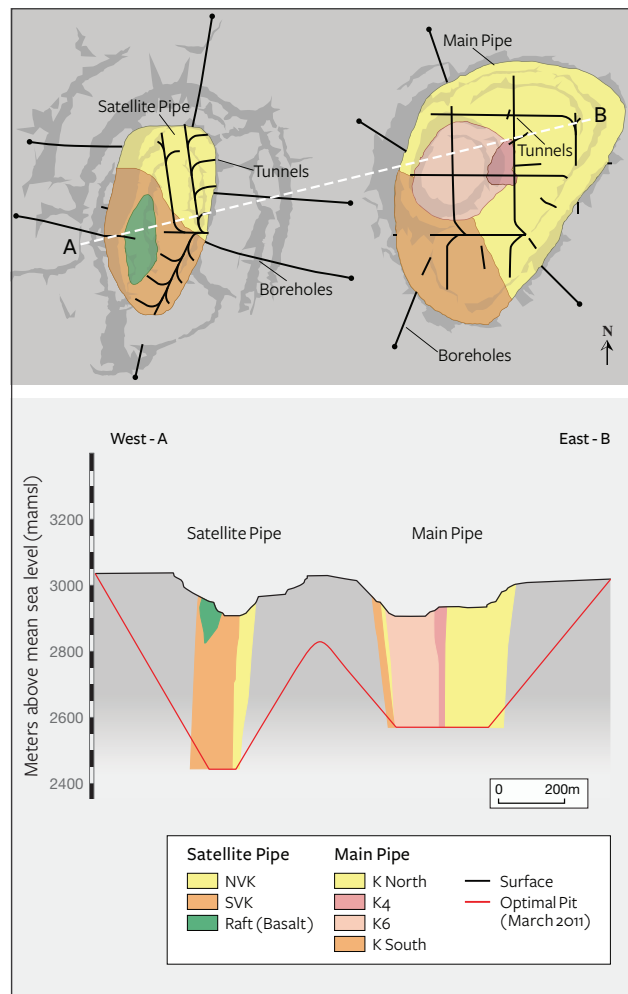 Main Pipe
Satellite Pipe
B
Tunnels
Tunnels
A
Boreholes
N
Boreholes
West - A
East - B
Meters above mean sea level (mamsl)
3200
3000
2800
2600
2400
Satellite Pipe
Main Pipe
0 200m
Satellite Pipe
NVK
SVK
Raft (Basalt)
Main Pipe
K North
K4
K6
K South
Surface
Optimal Pit
(March 2011)